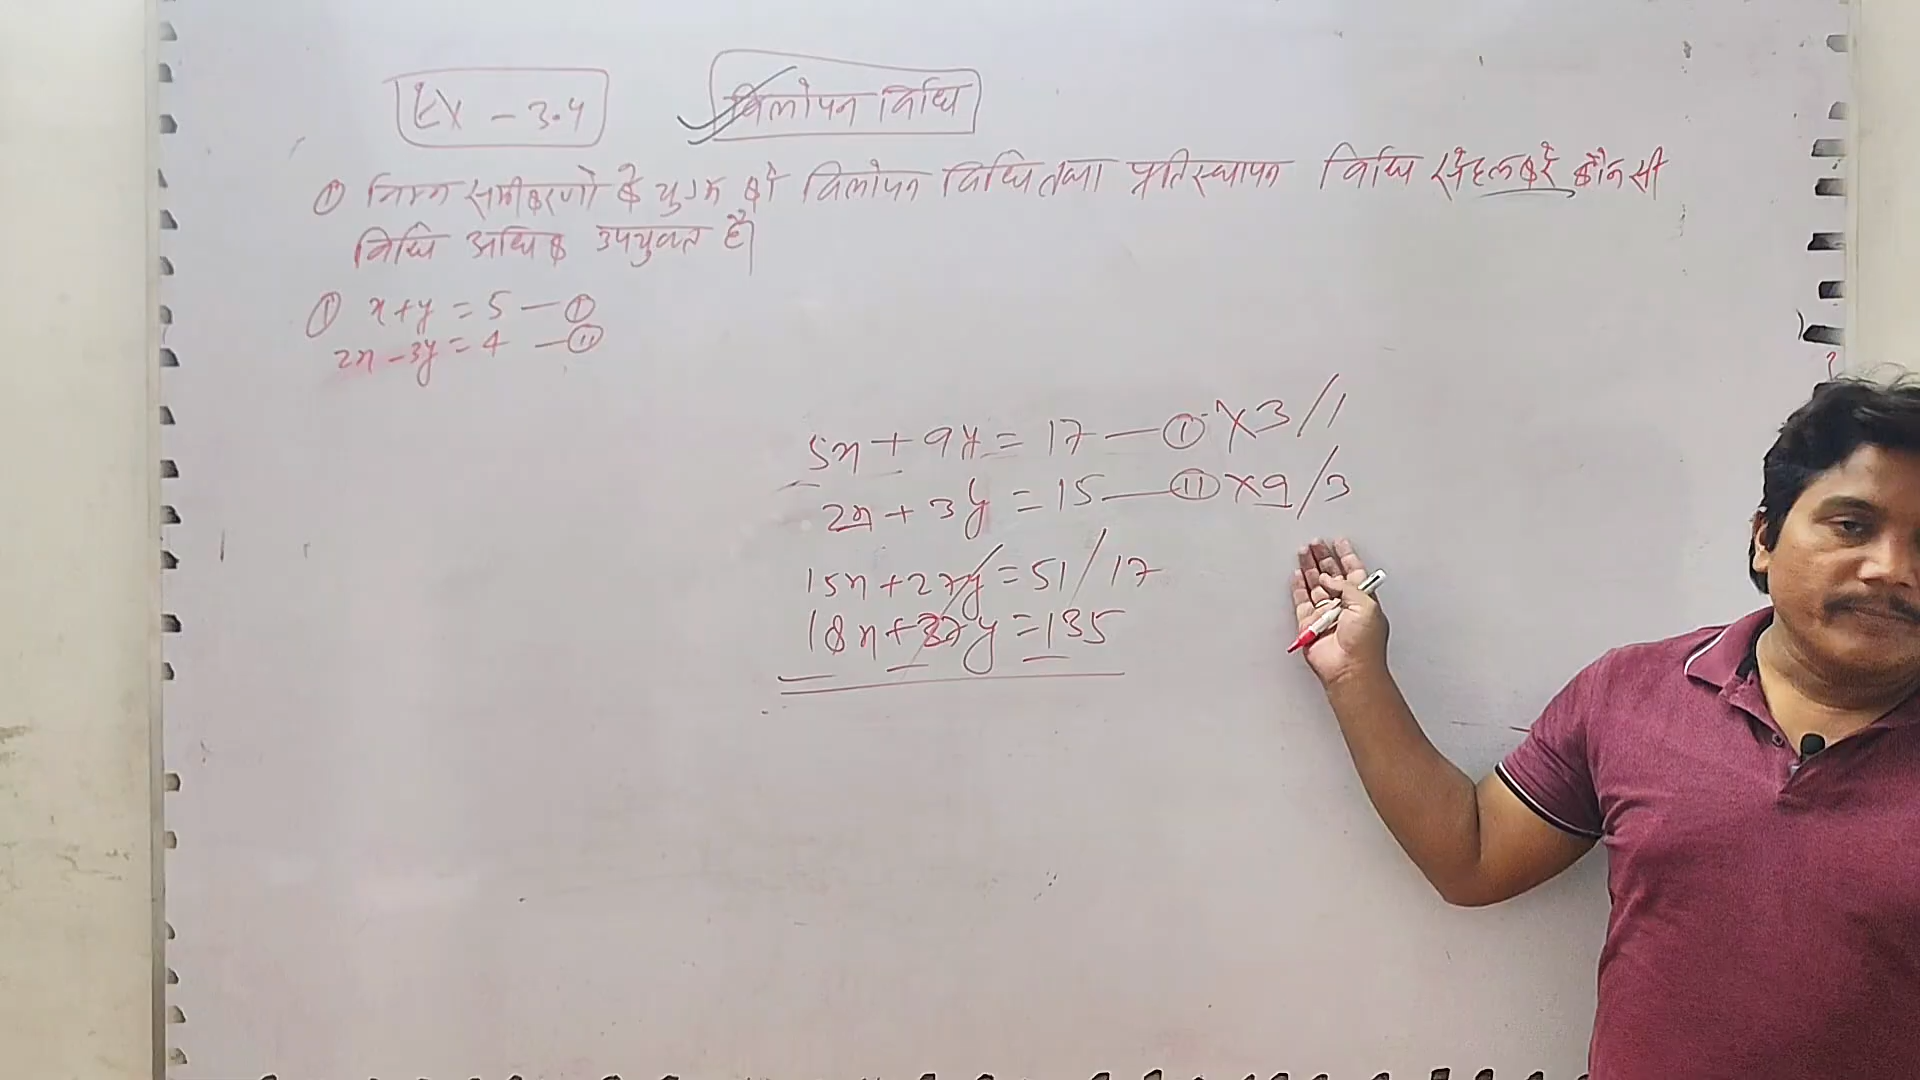 Ex - 3.4
विलोपन विधि
① निम्न समीकरणों के युग्म को विलोपन विधि तथा प्रतिस्थापन विधि से हल करे कौन सी
विधि अधिक उपयुक्त है।
① x+y = 5 — ①
2x - 3y = 4 — ⑪
5x + 9y = 17 — ① ×3/1
2x + 3y = 15 — ⑪ ×9/3
15x + 27y = 51/17
18x + 27y = 135